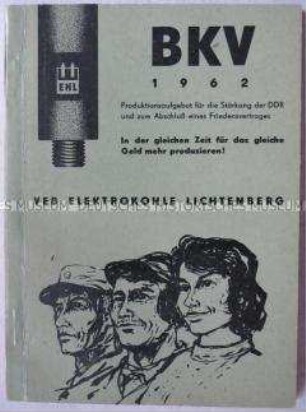 BKV
1962
EKL
Produktionsaufgebot für die Stärkung der DDR
und zum Abschluß eines Friedensvertrages
In der gleichen Zeit für das gleiche
Geld mehr produzieren!
VEB ELEKTROKOHLE LICHTENBERG